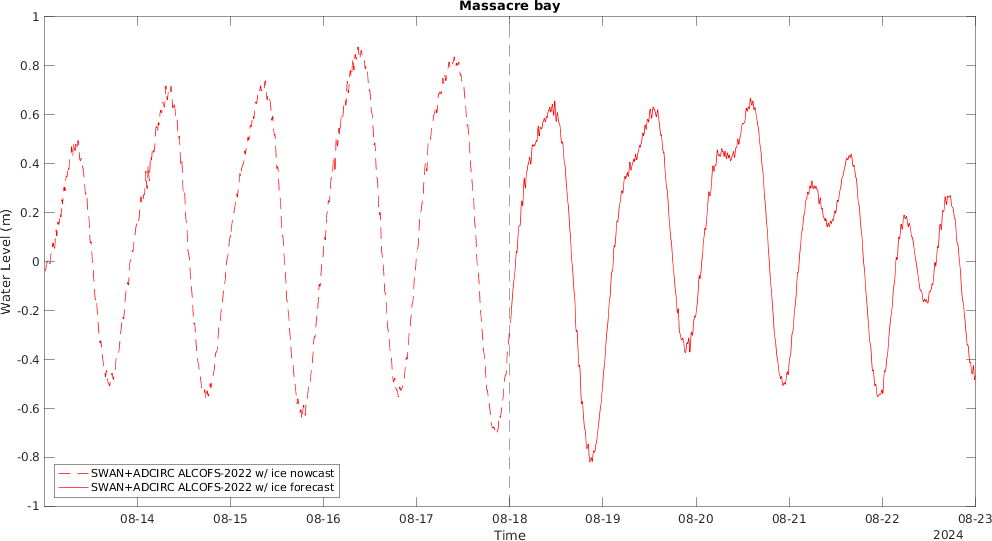 Massacre bay
1
0.8
0.6
0.4
0.2
0
-0.2
-0.4
-0.6
-0.8
-1
Water Level (m)
SWAN+ADCIRC ALCOFS-2022 w/ ice nowcast
SWAN+ADCIRC ALCOFS-2022 w/ ice forecast
08-14 08-15 08-16 08-17 08-18 08-19 08-20 08-21 08-22 08-23
Time
2024